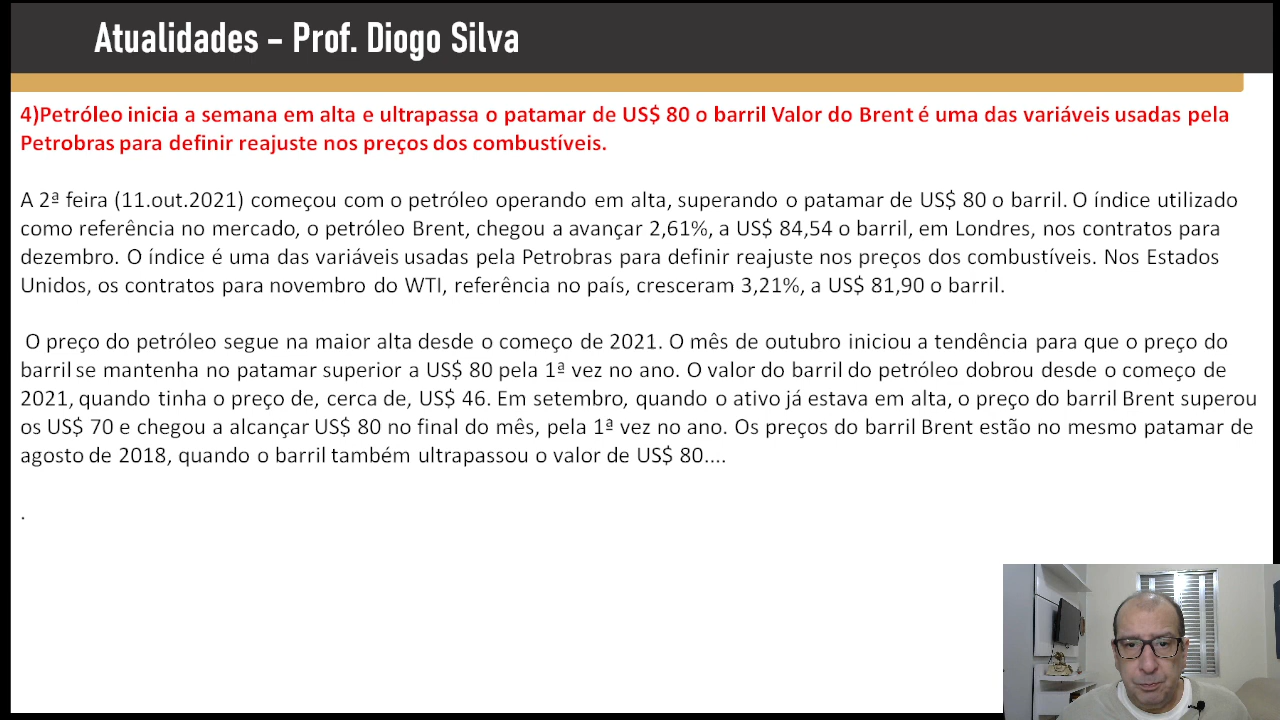 Atualidades – Prof. Diogo Silva
4)Petróleo inicia a semana em alta e ultrapassa o patamar de US$ 80 o barril Valor do Brent é uma das variáveis usadas pela
Petrobras para definir reajuste nos preços dos combustíveis.
A 2ª feira (11.out.2021) começou com o petróleo operando em alta, superando o patamar de US$ 80 o barril. O índice utilizado
como referência no mercado, o petróleo Brent, chegou a avançar 2,61%, a US$ 84,54 o barril, em Londres, nos contratos para
dezembro. O índice é uma das variáveis usadas pela Petrobras para definir reajuste nos preços dos combustíveis. Nos Estados
Unidos, os contratos para novembro do WTI, referência no país, cresceram 3,21%, a US$ 81,90 o barril.
O preço do petróleo segue na maior alta desde o começo de 2021. O mês de outubro iniciou a tendência para que o preço do
barril se mantenha no patamar superior a US$ 80 pela 1ª vez no ano. O valor do barril do petróleo dobrou desde o começo de
2021, quando tinha o preço de, cerca de, US$ 46. Em setembro, quando o ativo já estava em alta, o preço do barril Brent superou
os US$ 70 e chegou a alcançar US$ 80 no final do mês, pela 1ª vez no ano. Os preços do barril Brent estão no mesmo patamar de
agosto de 2018, quando o barril também ultrapassou o valor de US$ 80....
.